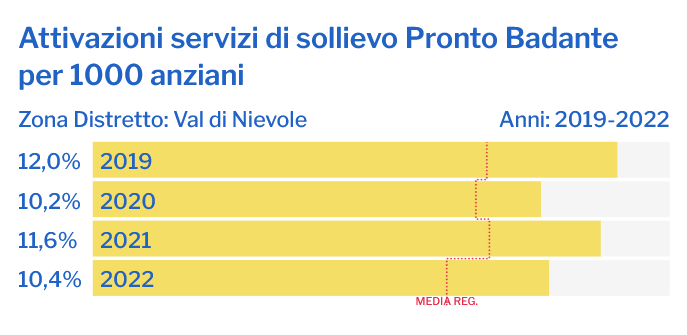 Attivazioni servizi di sollievo Pronto Badante
per 1000 anziani
Zona Distretto: Val di Nievole Anni: 2019-2022
12,0% 2019
10,2% 2020
11,6% 2021
10,4% 2022
MEDIA REG.